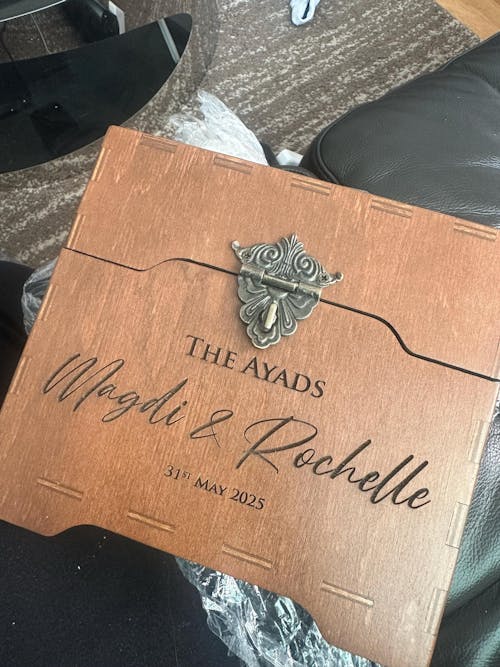 The Ayads
Magdi & Rochelle
31st May 2025